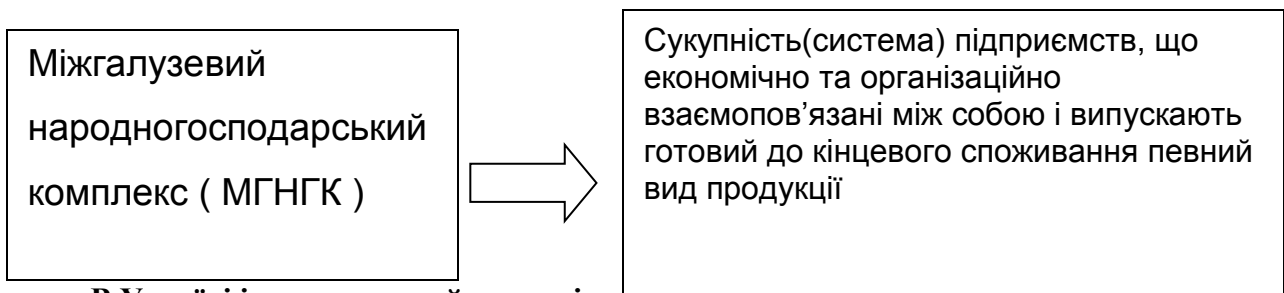 Міжгалузевий
народногосподарський
комплекс ( МГНГК )
Сукупність(система) підприємств, що
економічно та організаційно
взаємопов’язані між собою і випускають
готовий до кінцевого споживання певний
вид продукції